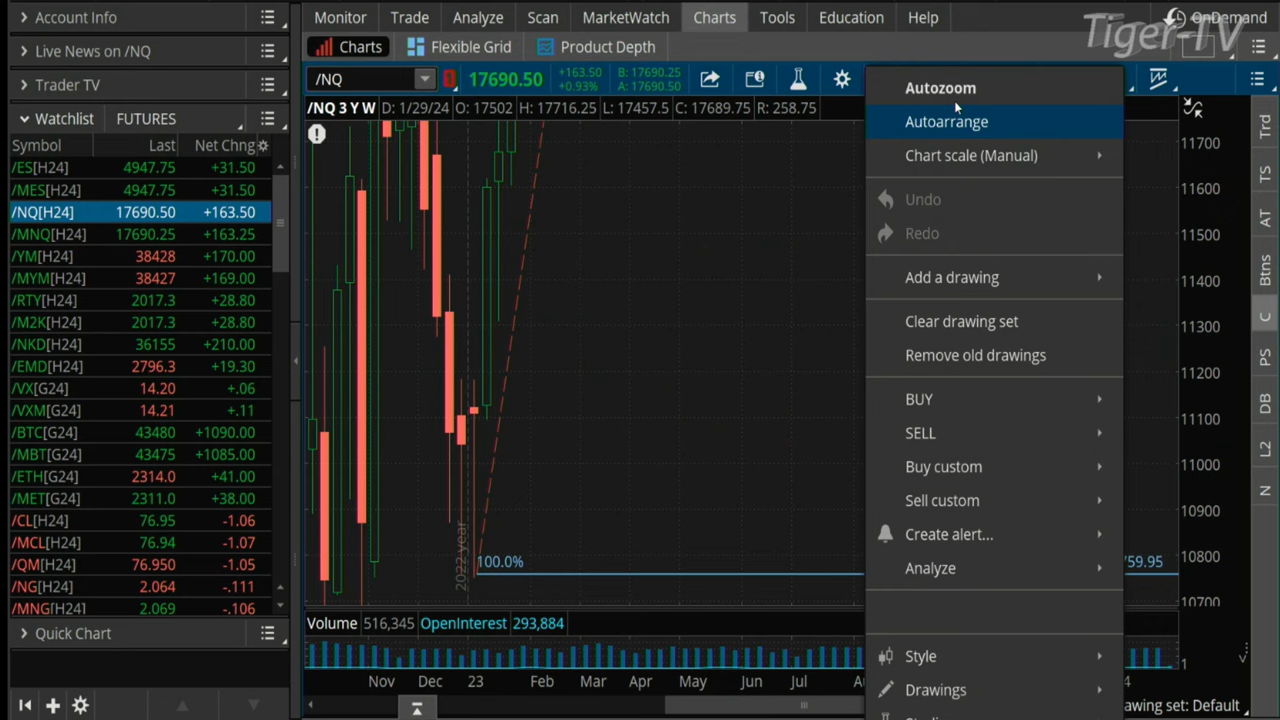 Account Info
Monitor Trade Analyze Scan MarketWatch Charts Tools Education Help
OnDemand
Tiger-TV
Live News on /NQ
Charts Flexible Grid Product Depth
Trader TV
/NQ 17690.50 +163.50 B: 17690.25
+0.93% A: 17690.50
Watchlist FUTURES
/NQ 3 Y W D: 1/29/24 O: 17502 H: 17716.25 L: 17457.5 C: 17689.75 R: 258.75
Symbol Last Net Chng
/ES[H24] 4947.75 +31.50
/MES[H24] 4947.75 +31.50
/NQ[H24] 17690.50 +163.50
/MNQ[H24] 17690.25 +163.25
/YM[H24] 38428 +170.00
/MYM[H24] 38427 +169.00
/RTY[H24] 2017.3 +28.80
/M2K[H24] 2017.3 +28.80
/NKD[H24] 36155 +210.00
/EMD[H24] 2796.3 +19.30
/VX[G24] 14.20 +.06
/VXM[G24] 14.21 +.11
/BTC[G24] 43480 +1090.00
/MBT[G24] 43475 +1085.00
/ETH[G24] 2314.0 +41.00
/MET[G24] 2311.0 +38.00
/CL[H24] 76.95 -1.06
/MCL[H24] 76.94 -1.07
/QM[H24] 76.950 -1.05
/NG[H24] 2.064 -.111
/MNG[H24] 2.069 -.106
Quick Chart
2022 year
100.0%
759.95
Autozoom
Autoarrange
Chart scale (Manual)
Undo
Redo
Add a drawing
Clear drawing set
Remove old drawings
BUY
SELL
Buy custom
Sell custom
Create alert...
Analyze
Style
Drawings
11700
11600
11500
11400
11300
11200
11100
11000
10900
10800
10700
Trd
TS
AT
Btns
C
PS
DB
L2
N
Volume 516,345 OpenInterest 293,884
1
Nov Dec 23 Feb Mar Apr May Jun Jul
awing set: Default